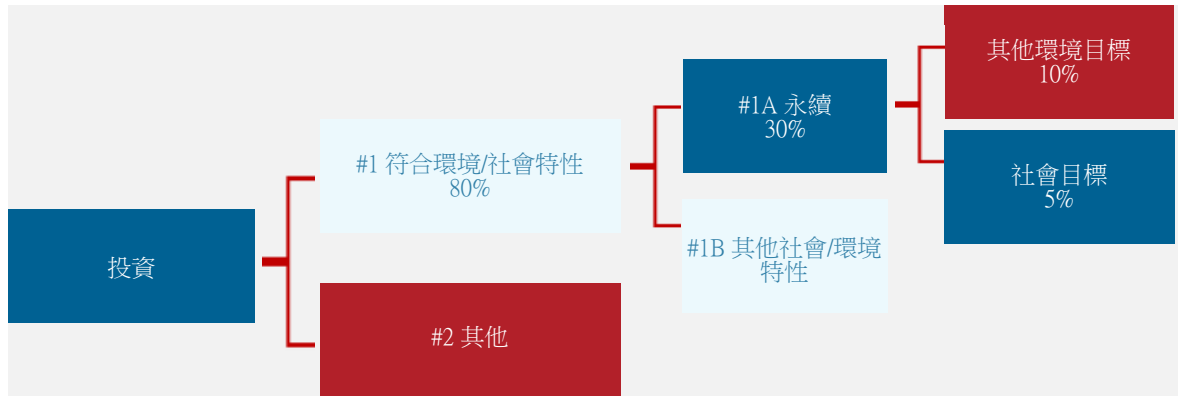 其他環境目標
10%
#1A 永續
30%
#1 符合環境/社會特性
80%
社會目標
5%
#1B 其他社會/環境
特性
投資
#2 其他